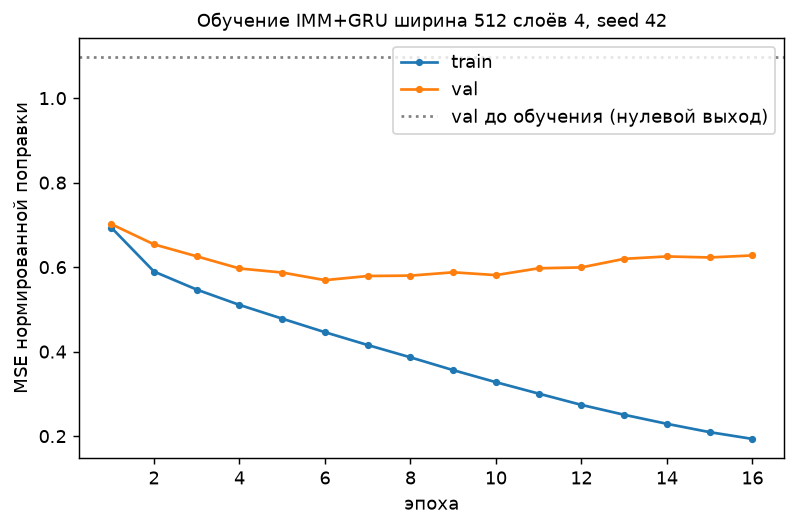 Обучение IMM+GRU ширина 512 слоёв 4, seed 42
train
val
val до обучения (нулевой выход)
MSE нормированной поправки
1.0
0.8
0.6
0.4
0.2
2 4 6 8 10 12 14 16
эпоха